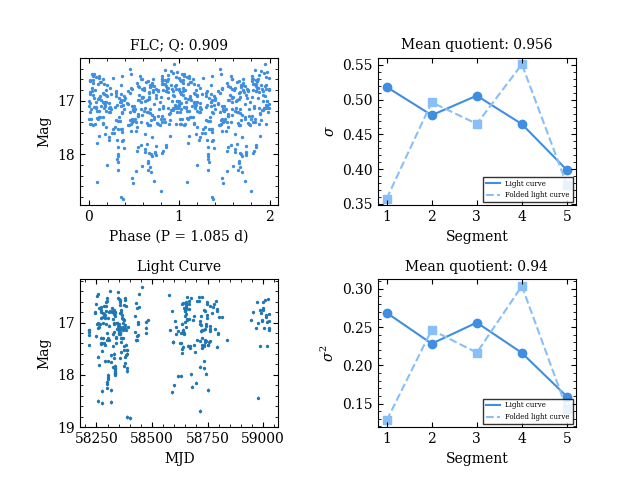 FLC; Q: 0.909
Mag
17
18
0
1
2
Phase (P = 1.085 d)
Mean quotient: 0.956
σ
0.55
0.50
0.45
0.40
0.35
1
2
3
4
5
Segment
Light curve
Folded light curve
Light Curve
Mag
17
18
19
58250
58500
58750
59000
MJD
Mean quotient: 0.94
σ²
0.30
0.25
0.20
0.15
1
2
3
4
5
Segment
Light curve
Folded light curve